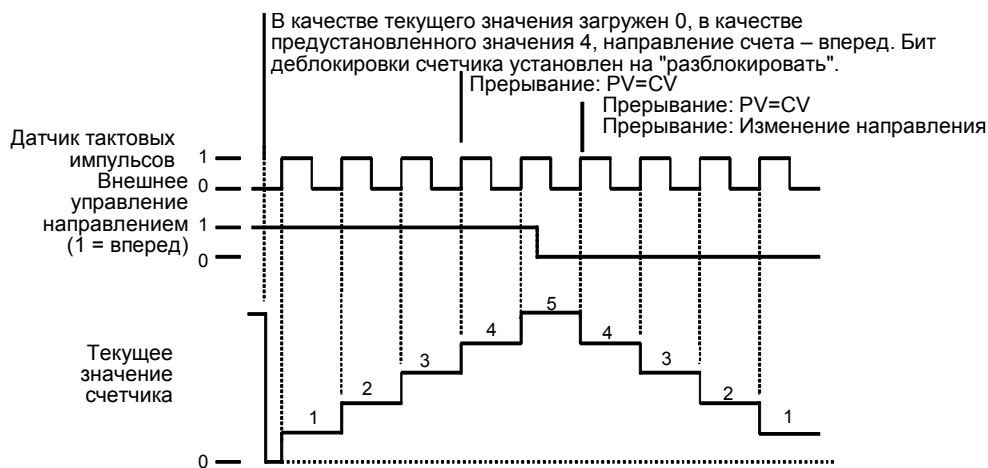 В качестве текущего значения загружен 0, в качестве
предустановленного значения 4, направление счета – вперед. Бит
деблокировки счетчика установлен на "разблокировать".
Прерывание: PV=CV
Прерывание: PV=CV
Прерывание: Изменение направления
Датчик тактовых
импульсов
1
0
Внешнее
управление
направлением
(1 = вперед)
1
0
Текущее
значение
счетчика
0
1
2
3
4
5
4
3
2
1